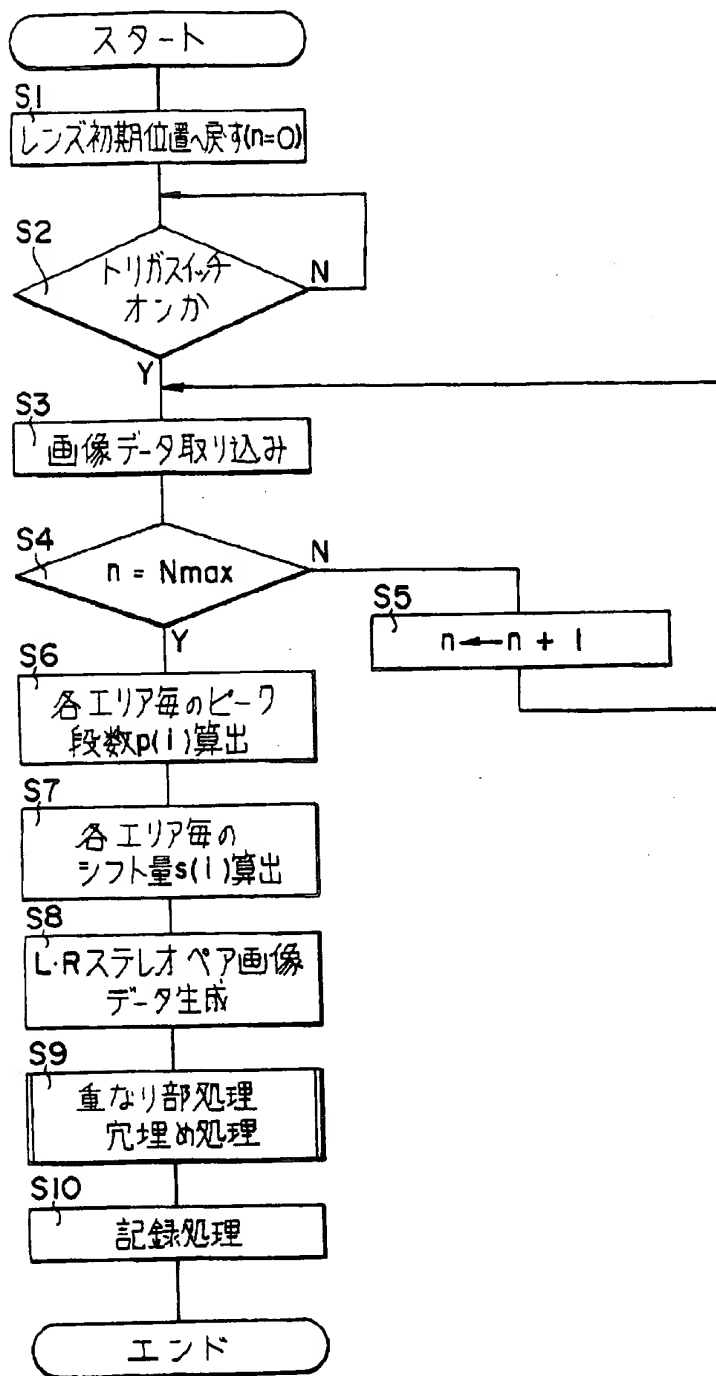 スタート
S1
レンズ初期位置へ戻す(n=0)
S2
トリガスイッチ
オンか
N
Y
S3
画像データ取り込み
S4
n = Nmax
N
Y
S5
n←n + 1
S6
各エリア毎のピーク
段数p(i)算出
S7
各エリア毎の
シフト量s(i)算出
S8
L・Rステレオペア画像
データ生成
S9
重なり部処理
穴埋め処理
S10
記録処理
エンド